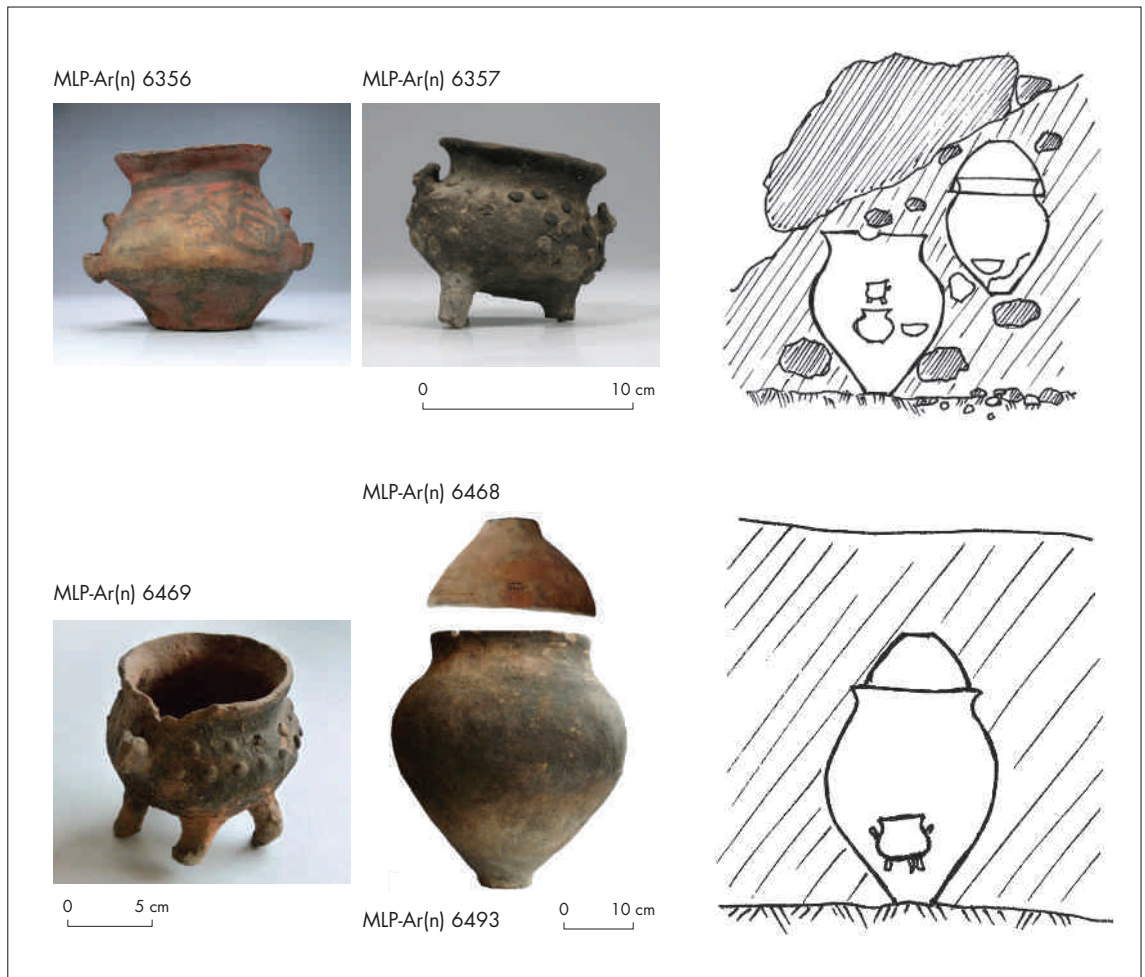 MLP-Ar(n) 6356
MLP-Ar(n) 6357
0 10 cm
MLP-Ar(n) 6468
MLP-Ar(n) 6469
0 5 cm
MLP-Ar(n) 6493
0 10 cm